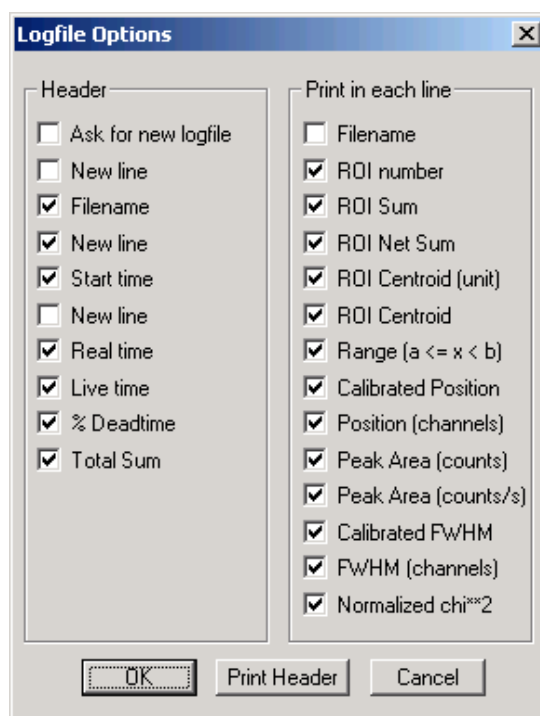 Logfile Options
Header
Ask for new logfile
New line
Filename
New line
Start time
New line
Real time
Live time
% Deadtime
Total Sum
Print in each line
Filename
ROI number
ROI Sum
ROI Net Sum
ROI Centroid (unit)
ROI Centroid
Range (a <= x < b)
Calibrated Position
Position (channels)
Peak Area (counts)
Peak Area (counts/s)
Calibrated FWHM
FWHM (channels)
Normalized chi**2
OK
Print Header
Cancel